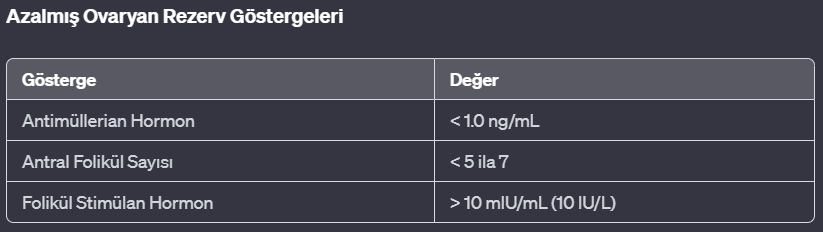 Azalmış Ovaryan Rezerv Göstergeleri
Gösterge Değer
Antimüllerian Hormon < 1.0 ng/mL
Antral Folikül Sayısı < 5 ila 7
Folikül Stimülan Hormon > 10 mIU/mL (10 IU/L)